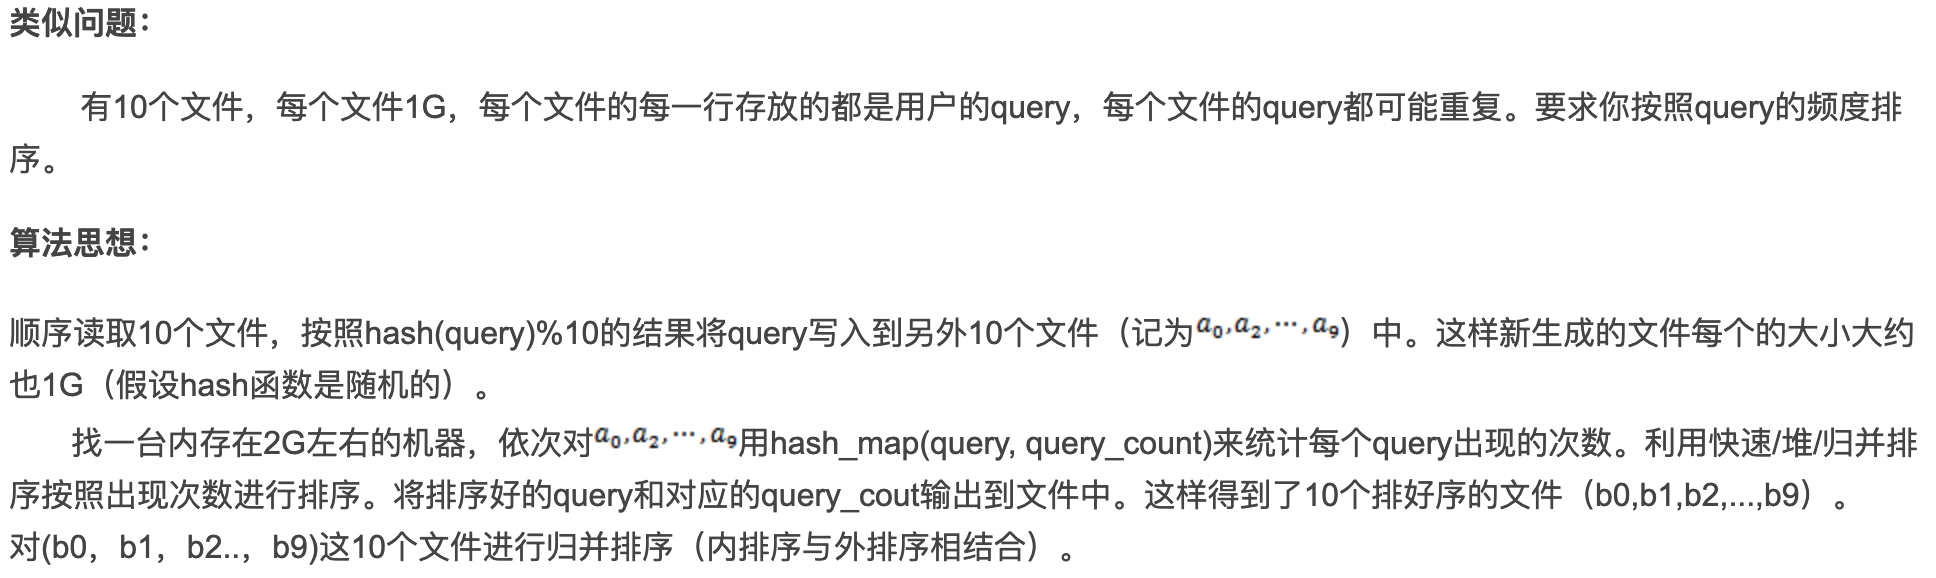 类似问题：
有10个文件，每个文件1G，每个文件的每一行存放的都是用户的query，每个文件的query都可能重复。要求你按照query的频度排
序。
算法思想：
顺序读取10个文件，按照hash(query)%10的结果将query写入到另外10个文件（记为a₀,a₂,⋯,a₉）中。这样新生成的文件每个的大小大约
也1G（假设hash函数是随机的）。
找一台内存在2G左右的机器，依次对a₀,a₂,⋯,a₉用hash_map(query, query_count)来统计每个query出现的次数。利用快速/堆/归并排
序按照出现次数进行排序。将排序好的query和对应的query_cout输出到文件中。这样得到了10个排好序的文件（b0,b1,b2,...,b9）。
对(b0，b1，b2..，b9)这10个文件进行归并排序（内排序与外排序相结合）。